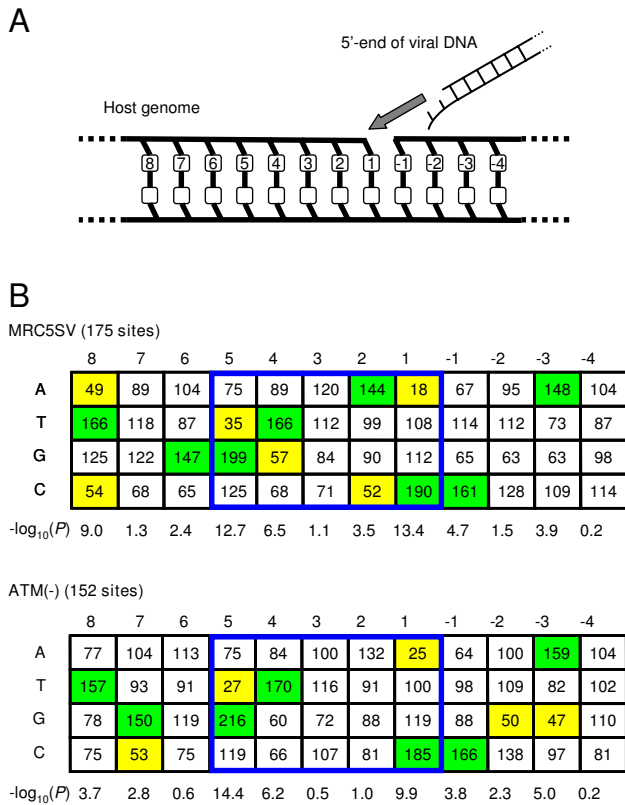 A
5'-end of viral DNA
Host genome
8 7 6 5 4 3 2 1 -1 -2 -3 -4
B
MRC5SV (175 sites)
8 7 6 5 4 3 2 1 -1 -2 -3 -4
A 49 89 104 75 89 120 144 18 67 95 148 104
T 166 118 87 35 166 112 99 108 114 112 73 87
G 125 122 147 199 57 84 90 112 65 63 63 98
C 54 68 65 125 68 71 52 190 161 128 109 114
-log10(P) 9.0 1.3 2.4 12.7 6.5 1.1 3.5 13.4 4.7 1.5 3.9 0.2
ATM(-) (152 sites)
8 7 6 5 4 3 2 1 -1 -2 -3 -4
A 77 104 113 75 84 100 132 25 64 100 159 104
T 157 93 91 27 170 116 91 100 98 109 82 102
G 78 150 119 216 60 72 88 119 88 50 47 110
C 75 53 75 119 66 107 81 185 166 138 97 81
-log10(P) 3.7 2.8 0.6 14.4 6.2 0.5 1.0 9.9 3.8 2.3 5.0 0.2